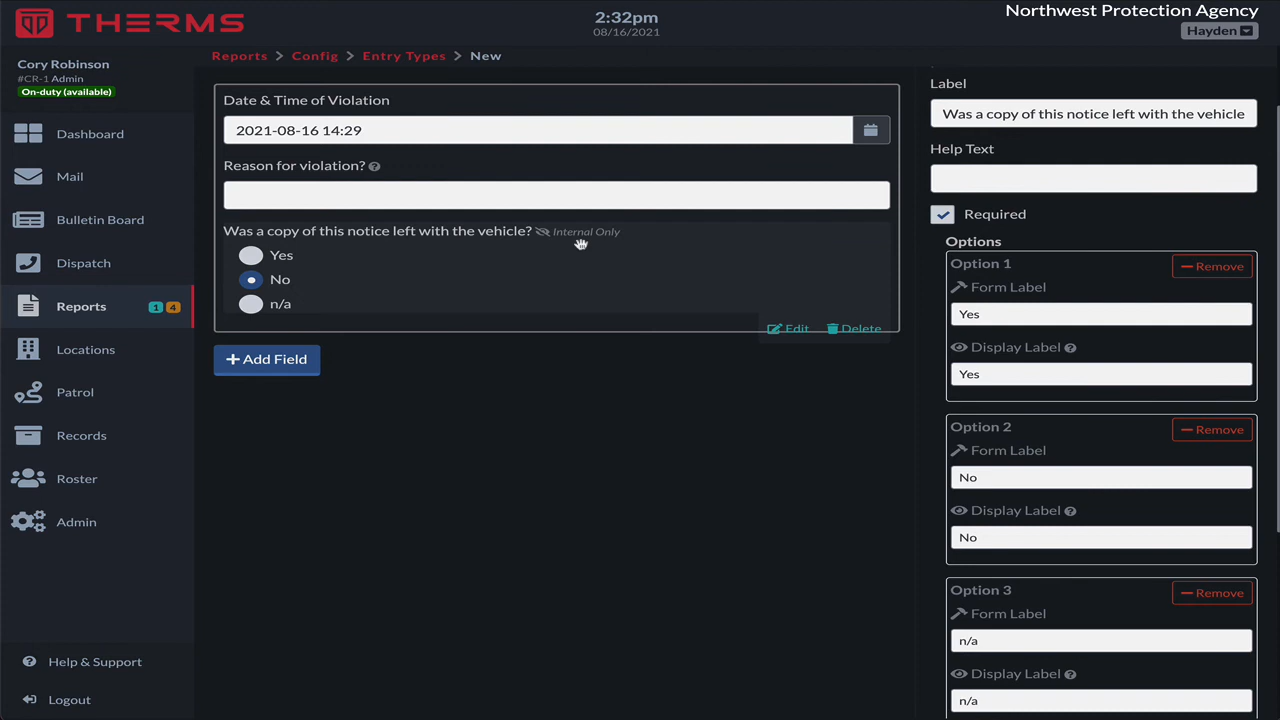 THERMS
2:32pm
08/16/2021
Northwest Protection Agency
Hayden
Cory Robinson
#CR-1 Admin
On-duty (available)
Dashboard
Mail
Bulletin Board
Dispatch
Reports 1 4
Locations
Patrol
Records
Roster
Admin
Help & Support
Logout
Reports > Config > Entry Types > New
Date & Time of Violation
2021-08-16 14:29
Reason for violation?
Was a copy of this notice left with the vehicle? Internal Only
Yes
No
n/a
Edit Delete
+ Add Field
Label
Was a copy of this notice left with the vehicle
Help Text
Required
Options
Option 1 Remove
Form Label
Yes
Display Label
Yes
Option 2 Remove
Form Label
No
Display Label
No
Option 3 Remove
Form Label
n/a
Display Label
n/a